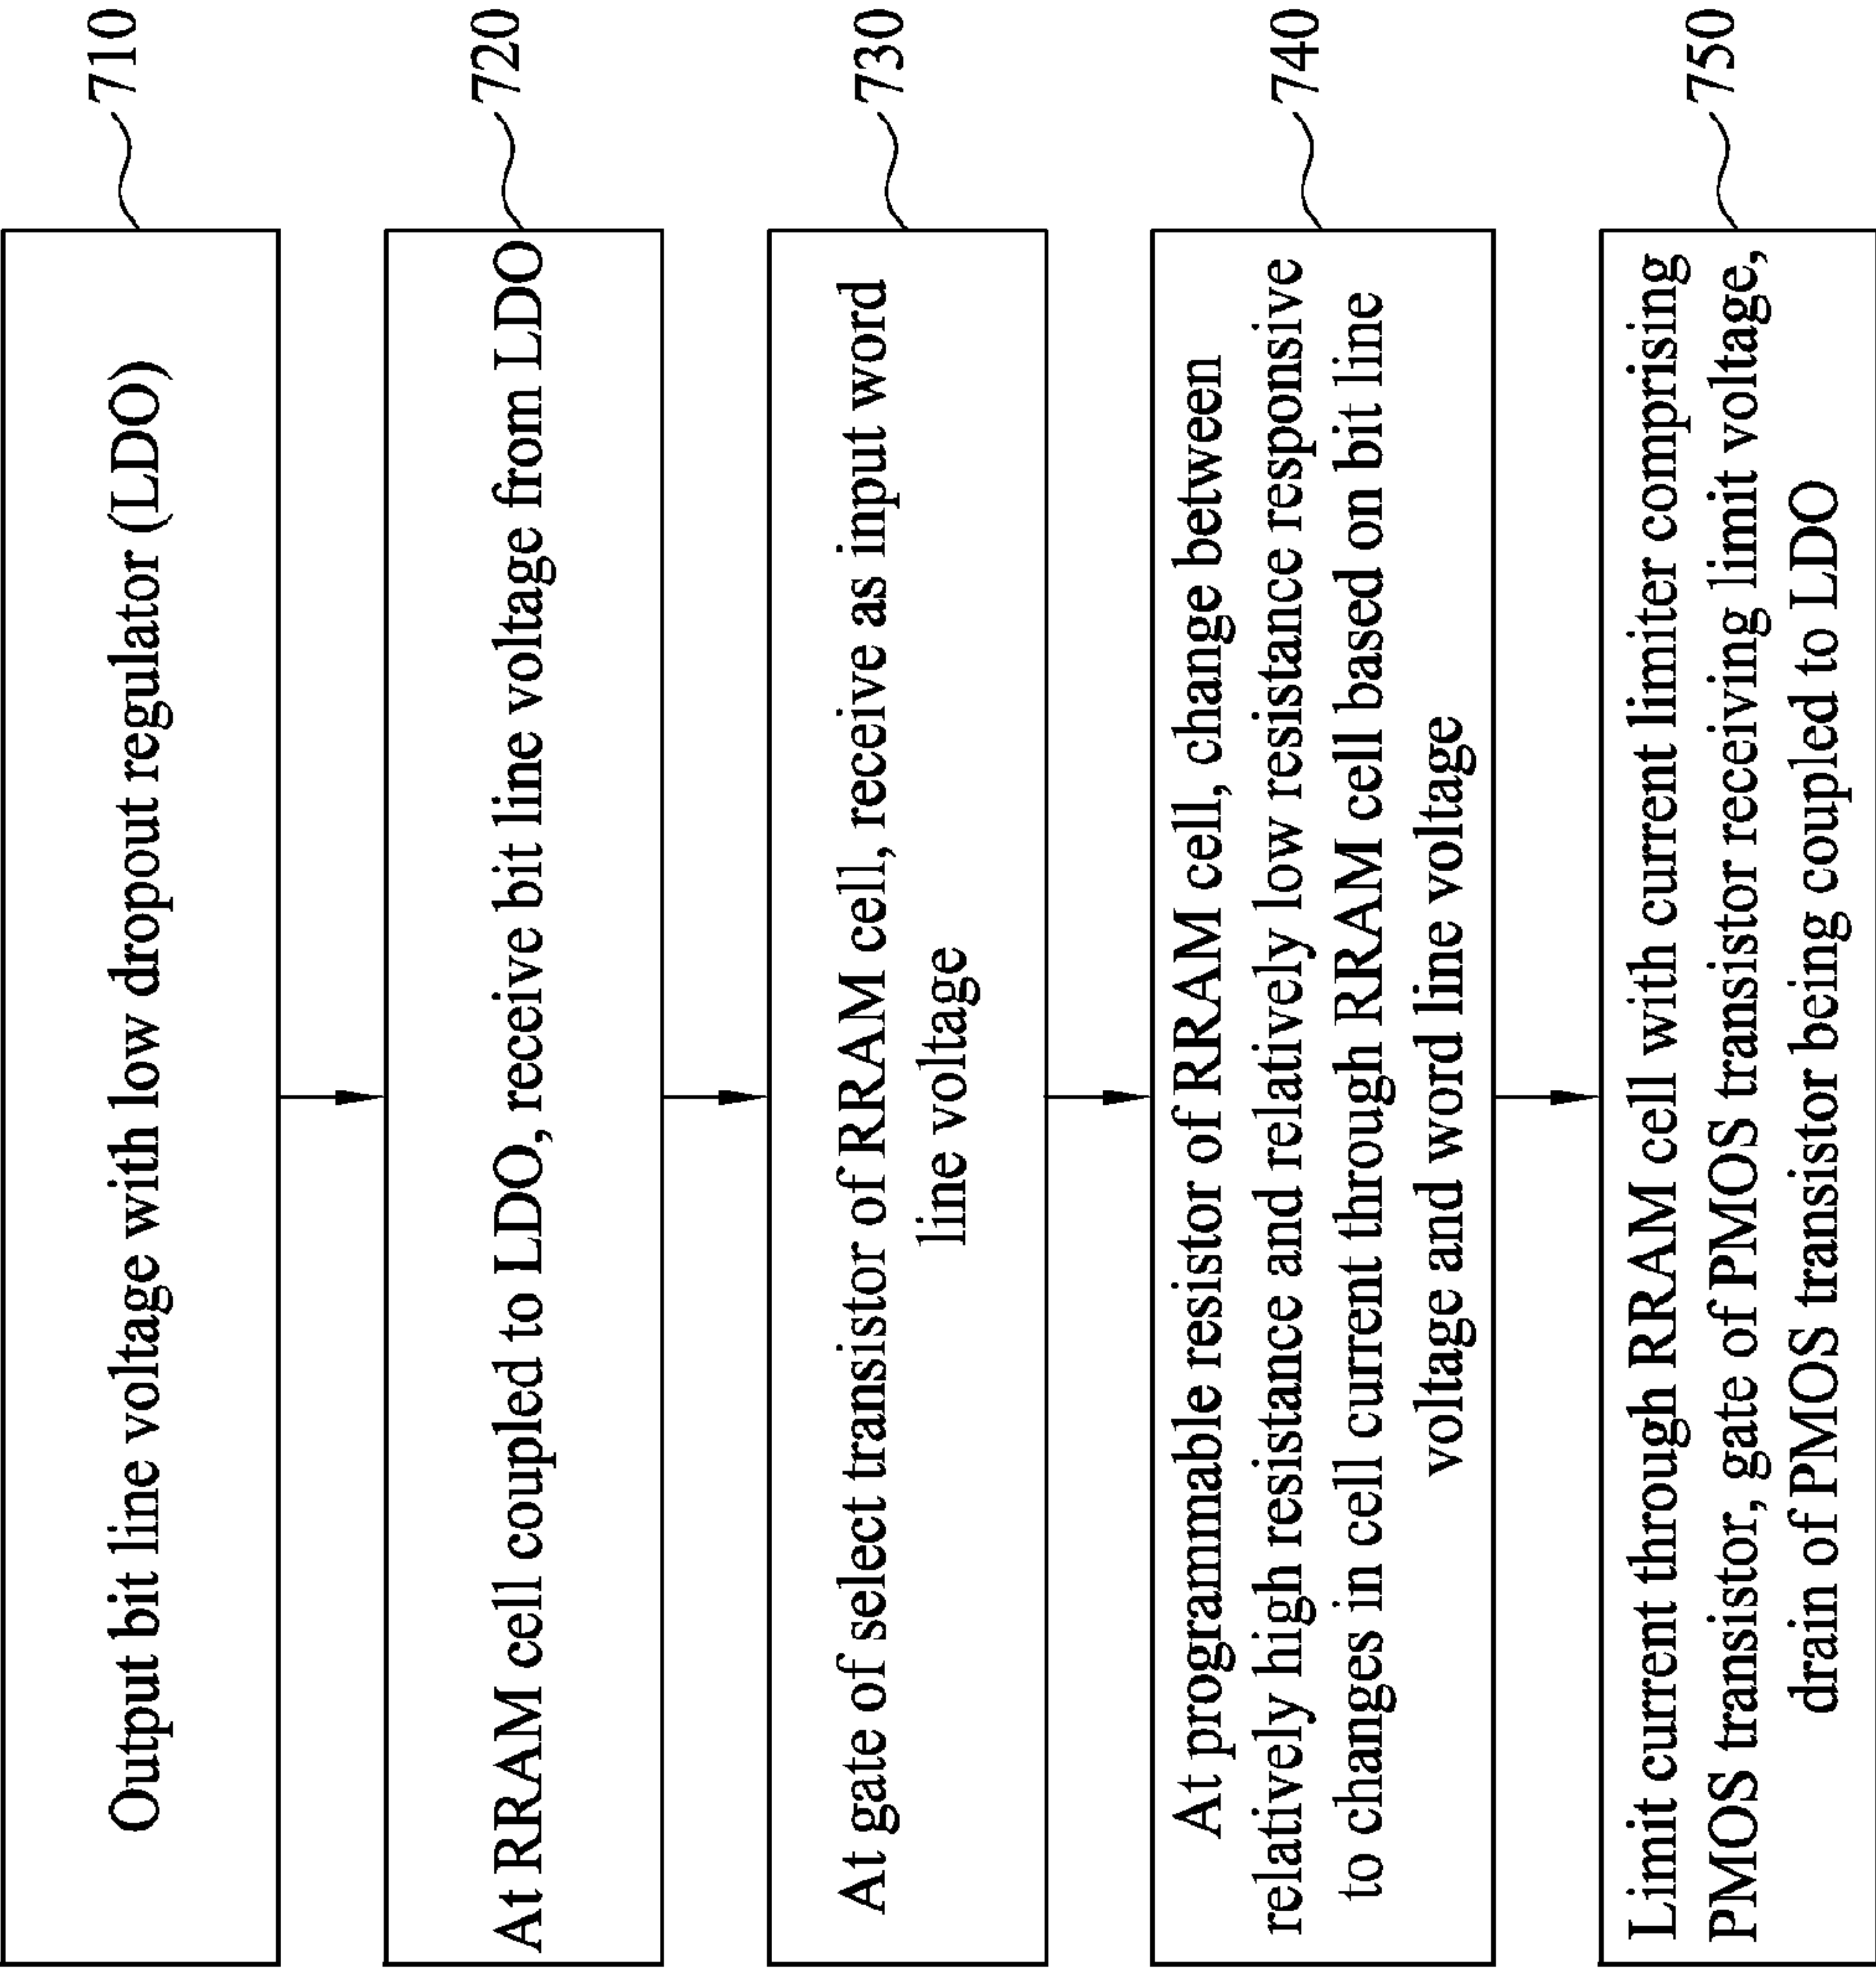 Output bit line voltage with low dropout regulator (LDO)
710
At RRAM cell coupled to LDO, receive bit line voltage from LDO
720
At gate of select transistor of RRAM cell, receive as input word
line voltage
730
At programmable resistor of RRAM cell, change between
relatively high resistance and relatively low resistance responsive
to changes in cell current through RRAM cell based on bit line
voltage and word line voltage
740
Limit current through RRAM cell with current limiter comprising
PMOS transistor, gate of PMOS transistor receiving limit voltage,
drain of PMOS transistor being coupled to LDO
750